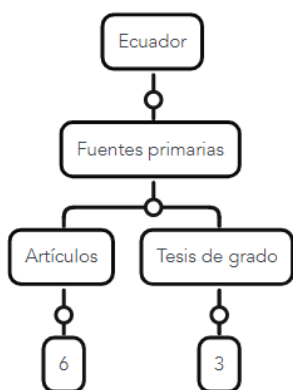 Ecuador
Fuentes primarias
Artículos
Tesis de grado
6
3